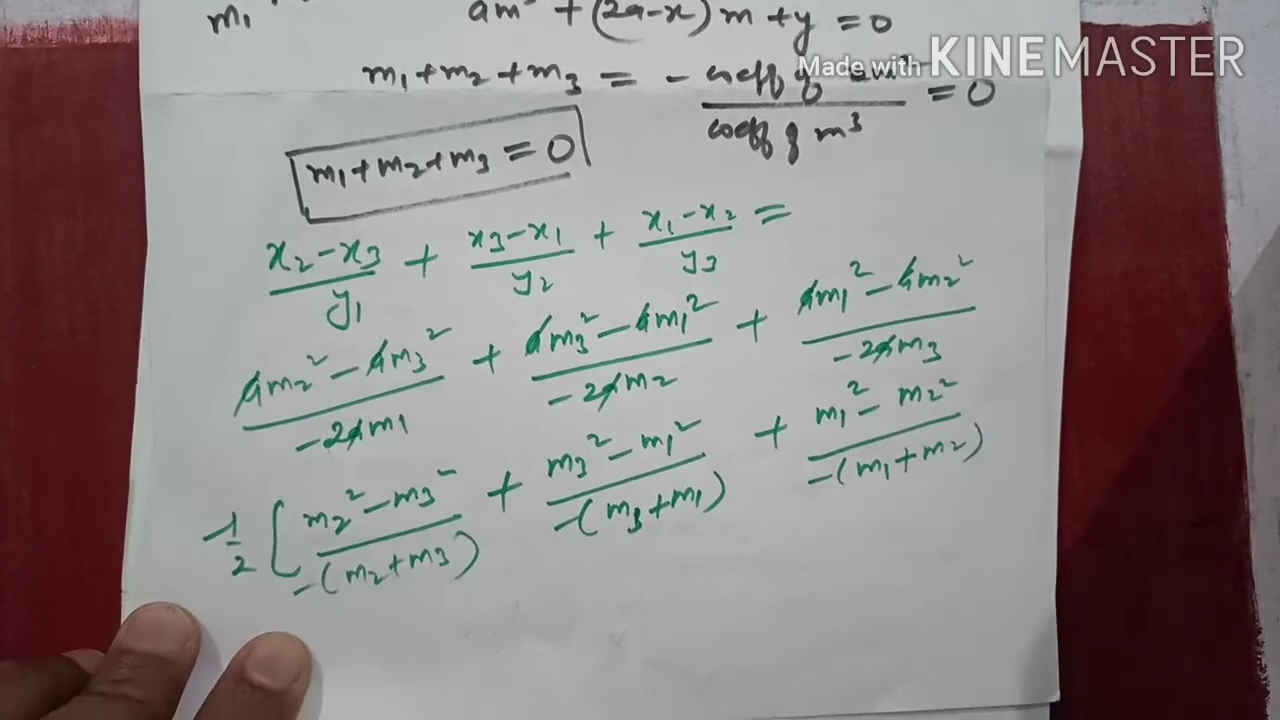 m₁ am³ + (2a-x) m + y = 0
Made with KINEMASTER
m₁ + m₂ + m₃ = - coeff of m² / coeff of m³ = 0
m₁ + m₂ + m₃ = 0
x₂ - x₃ / y₁ + x₃ - x₁ / y₂ + x₁ - x₂ / y₃ =
am₂² - am₃² / -2am₁ + am₃² - am₁² / -2am₂ + am₁² - am₂² / -2am₃
-1/2 [ m₂² - m₃² / -(m₂ + m₃) + m₃² - m₁² / -(m₃ + m₁) + m₁² - m₂² / -(m₁ + m₂)